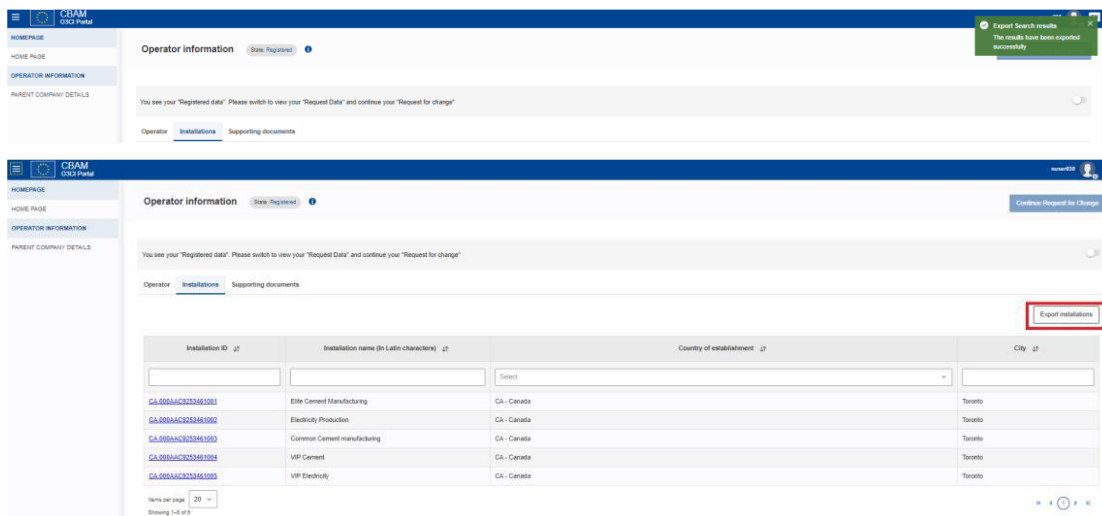 CBAM
O3CI Portal
Export Search results
The results have been exported successfully
HOMEPAGE
HOME PAGE
OPERATOR INFORMATION
PARENT COMPANY DETAILS
Operator information State: Registered
You see your "Registered data". Please switch to view your "Request Data" and continue your "Request for change"
Operator Installations Supporting documents
CBAM
O3CI Portal
HOMEPAGE
HOME PAGE
OPERATOR INFORMATION
PARENT COMPANY DETAILS
Operator information State: Registered
Continue Request for Change
You see your "Registered data". Please switch to view your "Request Data" and continue your "Request for change"
Operator Installations Supporting documents
Export installations
Installation ID Installation name (In Latin characters) Country of establishment City
Select
CA.000AAC9253461001 Elite Cement Manufacturing CA - Canada Toronto
CA.000AAC9253461002 Electricity Production CA - Canada Toronto
CA.000AAC9253461003 Common Cement manufacturing CA - Canada Toronto
CA.000AAC9253461004 VIP Cement CA - Canada Toronto
CA.000AAC9253461005 VIP Electricity CA - Canada Toronto
Items per page 20
1